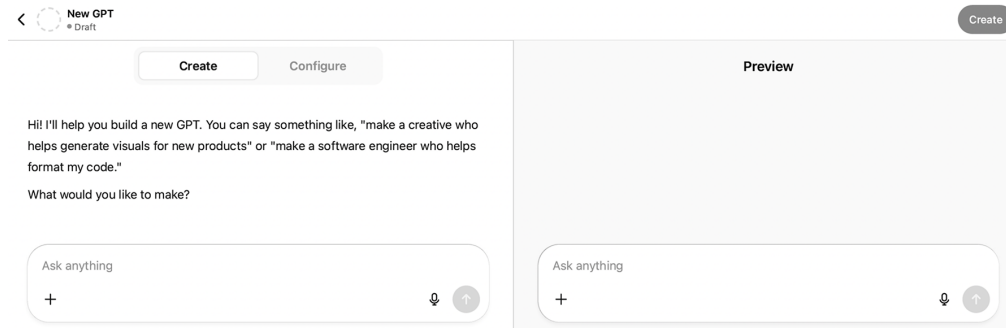 New GPT
Draft
Create
Create
Configure
Hi! I'll help you build a new GPT. You can say something like, "make a creative who
helps generate visuals for new products" or "make a software engineer who helps
format my code."
What would you like to make?
Ask anything
Preview
Ask anything